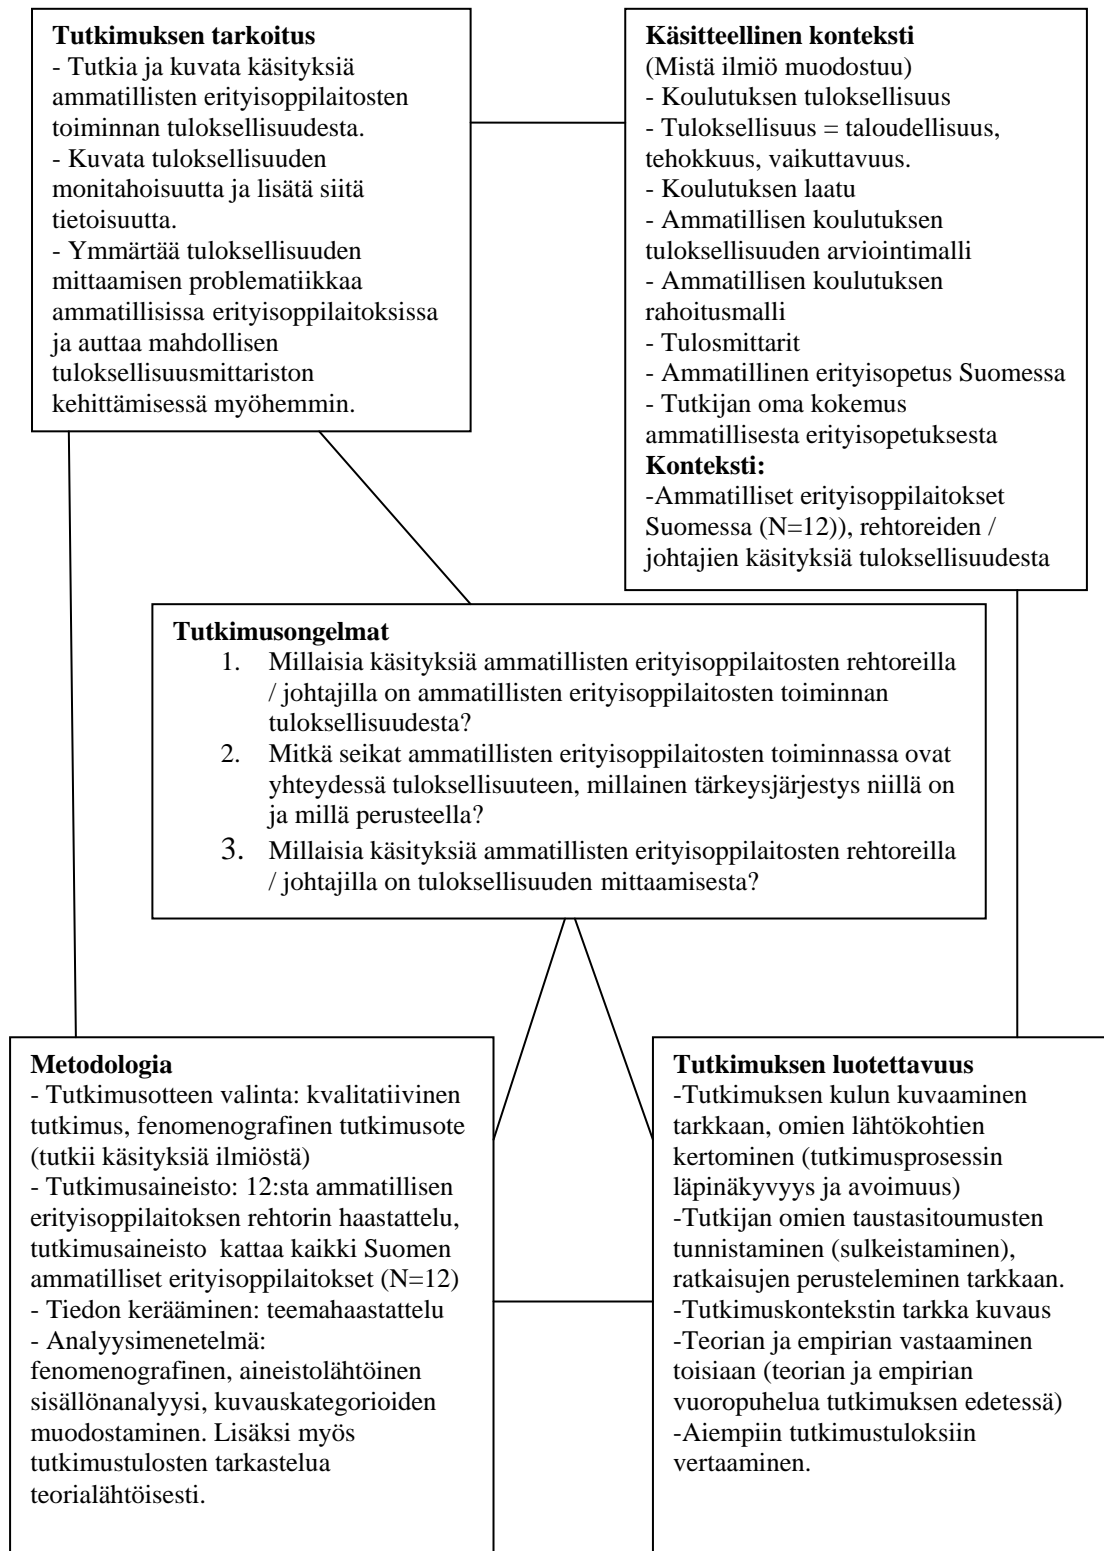 Tutkimuksen tarkoitus
- Tutkia ja kuvata käsityksiä
ammatillisten erityisoppilaitosten
toiminnan tuloksellisuudesta.
- Kuvata tuloksellisuuden
monitahoisuutta ja lisätä siitä
tietoisuutta.
- Ymmärtää tuloksellisuuden
mittaamisen problematiikkaa
ammatillisissa erityisoppilaitoksissa
ja auttaa mahdollisen
tuloksellisuusmittariston
kehittämisessä myöhemmin.
Käsitteellinen konteksti
(Mistä ilmiö muodostuu)
- Koulutuksen tuloksellisuus
- Tuloksellisuus = taloudellisuus,
tehokkuus, vaikuttavuus.
- Koulutuksen laatu
- Ammatillisen koulutuksen
tuloksellisuuden arviointimalli
- Ammatillisen koulutuksen
rahoitusmalli
- Tulosmittarit
- Ammatillinen erityisopetus Suomessa
- Tutkijan oma kokemus
ammatillisesta erityisopetuksesta
Konteksti:
-Ammatilliset erityisoppilaitokset
Suomessa (N=12)), rehtoreiden /
johtajien käsityksiä tuloksellisuudesta
Tutkimusongelmat
1. Millaisia käsityksiä ammatillisten erityisoppilaitosten rehtoreilla
/ johtajilla on ammatillisten erityisoppilaitosten toiminnan
tuloksellisuudesta?
2. Mitkä seikat ammatillisten erityisoppilaitosten toiminnassa ovat
yhteydessä tuloksellisuuteen, millainen tärkeysjärjestys niillä on
ja millä perusteella?
3. Millaisia käsityksiä ammatillisten erityisoppilaitosten rehtoreilla
/ johtajilla on tuloksellisuuden mittaamisesta?
Metodologia
- Tutkimusotteen valinta: kvalitatiivinen
tutkimus, fenomenografinen tutkimusote
(tutkii käsityksiä ilmiöstä)
- Tutkimusaineisto: 12:sta ammatillisen
erityisoppilaitoksen rehtorin haastattelu,
tutkimusaineisto kattaa kaikki Suomen
ammatilliset erityisoppilaitokset (N=12)
- Tiedon kerääminen: teemahaastattelu
- Analyysimenetelmä:
fenomenografinen, aineistolähtöinen
sisällönanalyysi, kuvauskategorioiden
muodostaminen. Lisäksi myös
tutkimustulosten tarkastelua
teorialähtöisesti.
Tutkimuksen luotettavuus
-Tutkimuksen kulun kuvaaminen
tarkkaan, omien lähtökohtien
kertominen (tutkimusprosessin
läpinäkyvyys ja avoimuus)
-Tutkijan omien taustasitoumusten
tunnistaminen (sulkeistaminen),
ratkaisujen perusteleminen tarkkaan.
-Tutkimuskontekstin tarkka kuvaus
-Teorian ja empirian vastaaminen
toisiaan (teorian ja empirian
vuoropuhelua tutkimuksen edetessä)
-Aiempiin tutkimustuloksiin
vertaaminen.